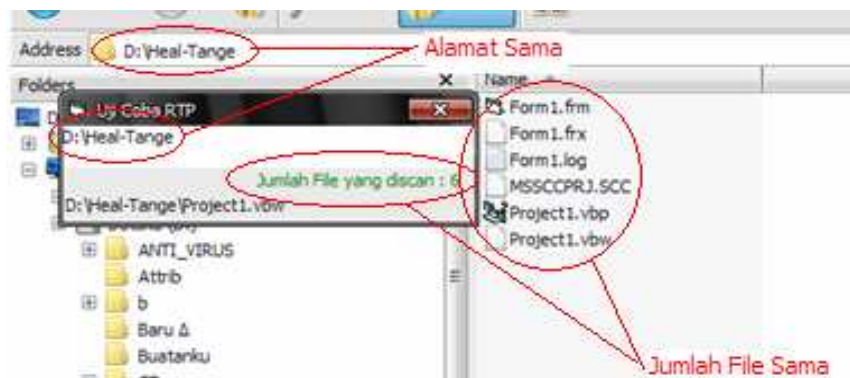 Address D:\Heal-Tange
Alamat Sama
Folders
Name
Uji Coba RTP
D:\Heal-Tange
Jumlah File yang discan : 6
D:\Heal-Tange\Project1.vbw
ANTI_VIRUS
Attrib
b
Baru Δ
Buatanku
Form1.frm
Form1.frx
Form1.log
MSSCCPRJ.SCC
Project1.vbp
Project1.vbw
Jumlah File Sama